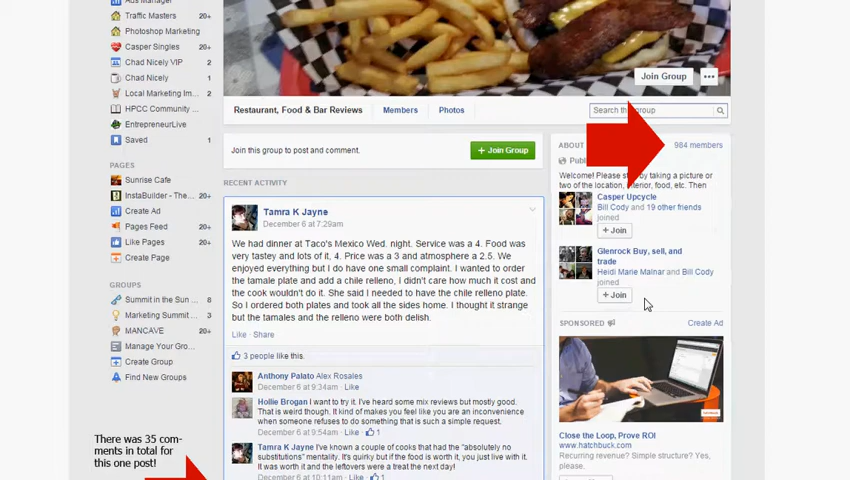 Ads Manager
Traffic Masters 20+
Photoshop Marketing
Casper Singles 20+
Chad Nicely VIP 2
Chad Nicely 1
Local Marketing Im... 2
HPCC Community ...
EntrepreneurLive
Saved 1
PAGES
Sunrise Cafe
InstaBuilder - The... 20+
Create Ad
Pages Feed 20+
Like Pages 20+
Create Page
GROUPS
Summit in the Sun ... 8
Marketing Summit ... 3
MANCAVE 20+
Manage Your Gro...
Create Group
Find New Groups
There was 35 com-
ments in total for
this one post!
Join Group
Restaurant, Food & Bar Reviews Members Photos
Search this group
Join this group to post and comment.
+ Join Group
RECENT ACTIVITY
Tamra K Jayne
December 6 at 7:29am
We had dinner at Taco's Mexico Wed. night. Service was a 4. Food was
very tastey and lots of it, 4. Price was a 3 and atmosphere a 2.5. We
enjoyed everything but I do have one small complaint. I wanted to order
the tamale plate and add a chile relleno, I didn't care how much it cost and
the cook wouldn't do it. She said I needed to have the chile relleno plate.
So I ordered both plates and took all the sides home. I thought it strange
but the tamales and the relleno were both delish.
Like · Share
3 people like this.
Anthony Palato Alex Rosales
December 6 at 9:34am · Like
Hollie Brogan I want to try it. I've heard some mix reviews but mostly good.
That is weird though. It kind of makes you feel like you are an inconvenience
when someone refuses to do something that is such a simple request.
December 6 at 9:54am · Like · 1
Tamra K Jayne I've known a couple of cooks that had the "absolutely no
substitutions" mentality. It's quirky but if the food is worth it, you just live with it.
It was worth it and the leftovers were a treat the next day!
December 6 at 10:11am · Like · 1
ABOUT 984 members
Publ
Welcome! Please start by taking a picture or
two of the location, interior, food, etc. Then
Casper Upcycle
Bill Cody and 19 other friends
joined
+ Join
Glenrock Buy, sell, and
trade
Heidi Marie Malnar and Bill Cody
joined
+ Join
SPONSORED Create Ad
Close the Loop, Prove ROI
www.hatchbuck.com
Recurring revenue? Simple structure? Yes,
please.